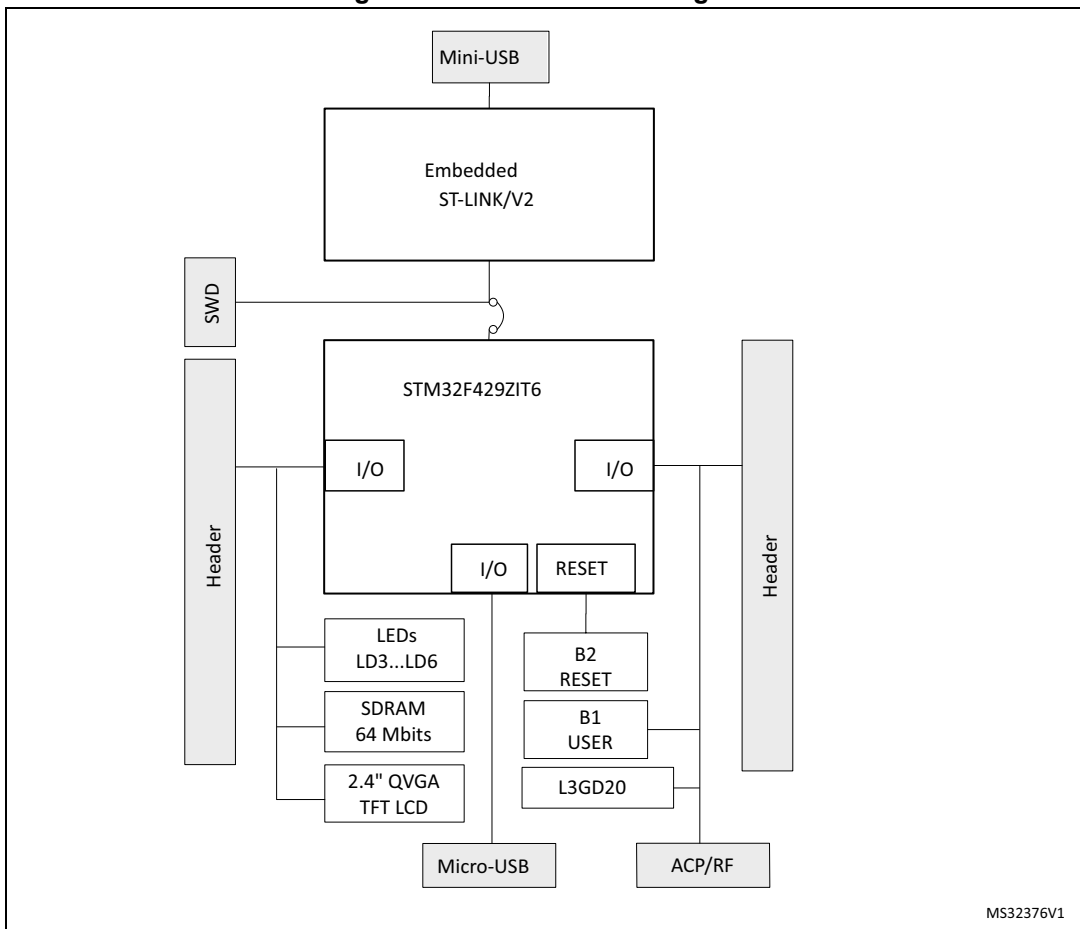 Mini-USB
Embedded
ST-LINK/V2
SWD
STM32F429ZIT6
I/O
I/O
Header
Header
I/O
RESET
LEDs
LD3...LD6
B2
RESET
SDRAM
64 Mbits
B1
USER
2.4" QVGA
TFT LCD
L3GD20
Micro-USB
ACP/RF
MS32376V1